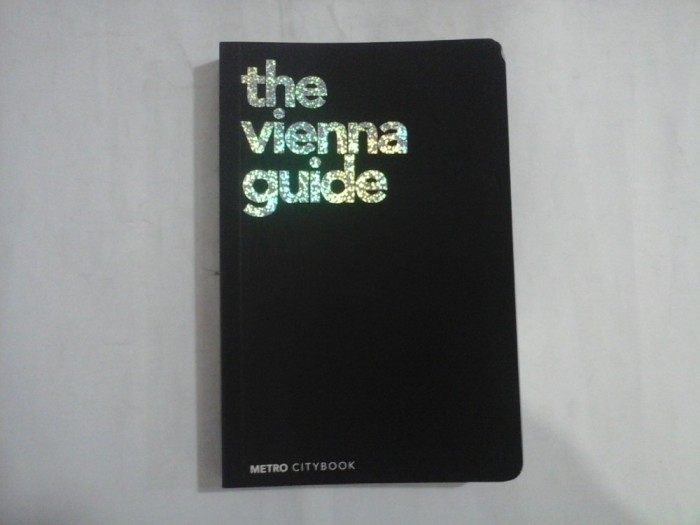 the
vienna
guide
METRO CITYBOOK